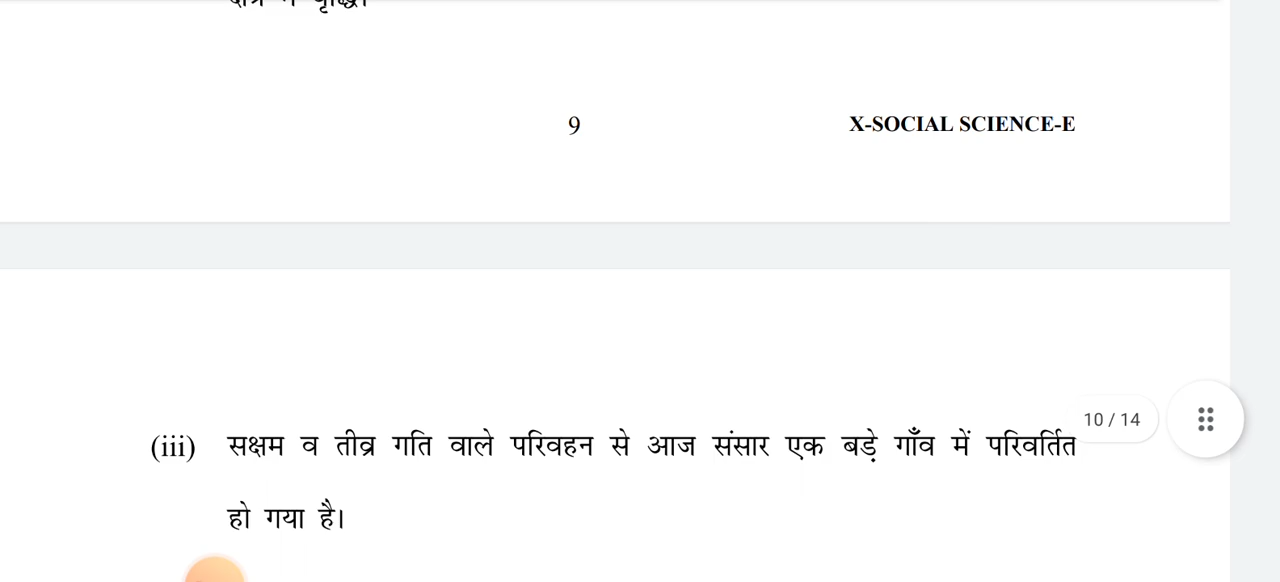 9
X-SOCIAL SCIENCE-E
10 / 14
(iii) सक्षम व तीव्र गति वाले परिवहन से आज संसार एक बड़े गाँव में परिवर्तित
हो गया है।